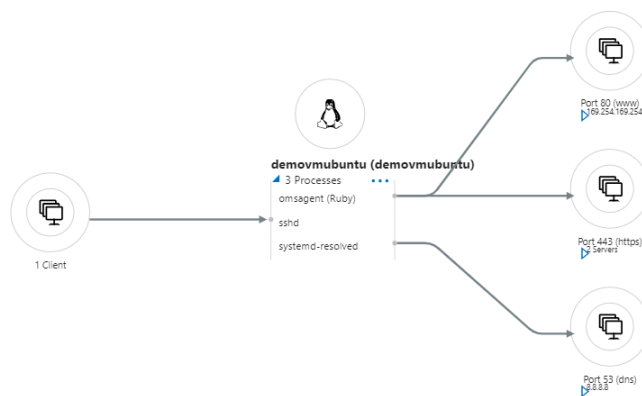 Port 80 (www)
169.254.169.254
demovmubuntu (demovmubuntu)
3 Processes
omsagent (Ruby)
sshd
systemd-resolved
1 Client
Port 443 (https)
2 Servers
Port 53 (dns)
8.8.8.8